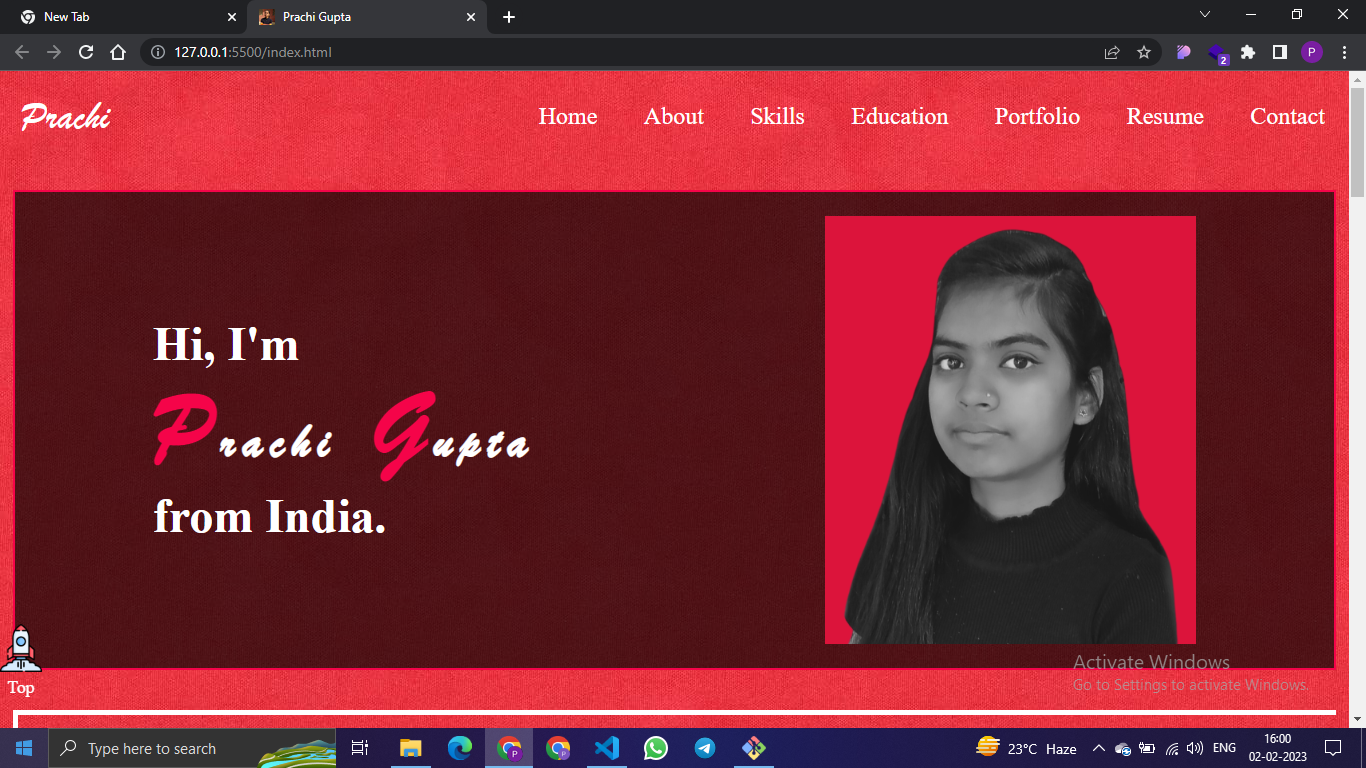 New Tab
Prachi Gupta
127.0.0.1:5500/index.html
2
P
Prachi
Home About Skills Education Portfolio Resume Contact
Hi, I'm
Prachi Gupta
from India.
Top
Activate Windows
Go to Settings to activate Windows.
Type here to search
P
23°C Haze
ENG
16:00
02-02-2023